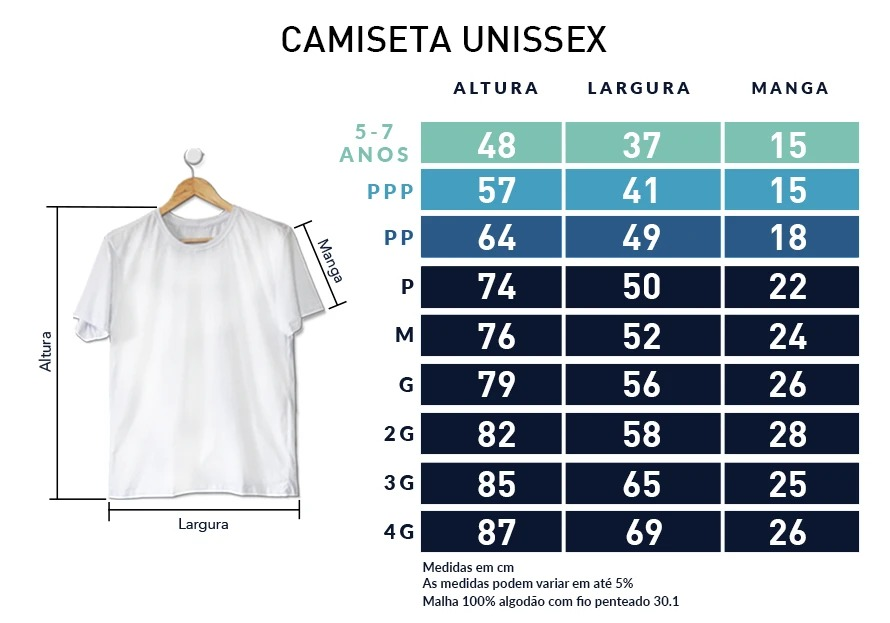 CAMISETA UNISSEX
ALTURA LARGURA MANGA
5-7
ANOS 48 37 15
PPP 57 41 15
PP 64 49 18
P 74 50 22
M 76 52 24
G 79 56 26
2G 82 58 28
3G 85 65 25
4G 87 69 26
Altura
Manga
Largura
Medidas em cm
As medidas podem variar em até 5%
Malha 100% algodão com fio penteado 30.1